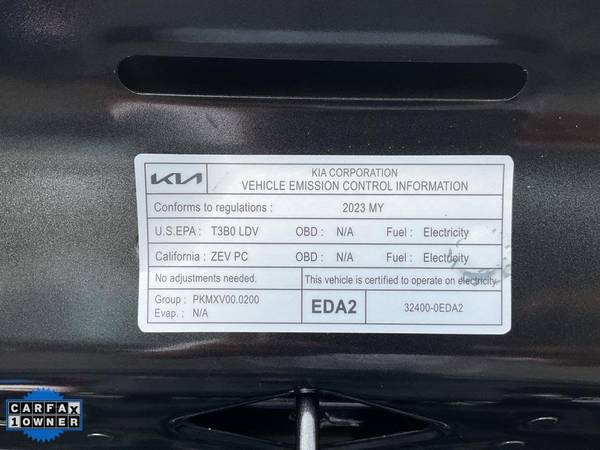 KIA
KIA CORPORATION
VEHICLE EMISSION CONTROL INFORMATION
Conforms to regulations : 2023 MY
U.S.EPA : T3B0 LDV OBD : N/A Fuel : Electricity
California : ZEV PC OBD : N/A Fuel : Electricity
No adjustments needed. This vehicle is certified to operate on electricity.
Group : PKMXV00.0200
Evap. : N/A
EDA2 32400-0EDA2
CARFAX
1 OWNER